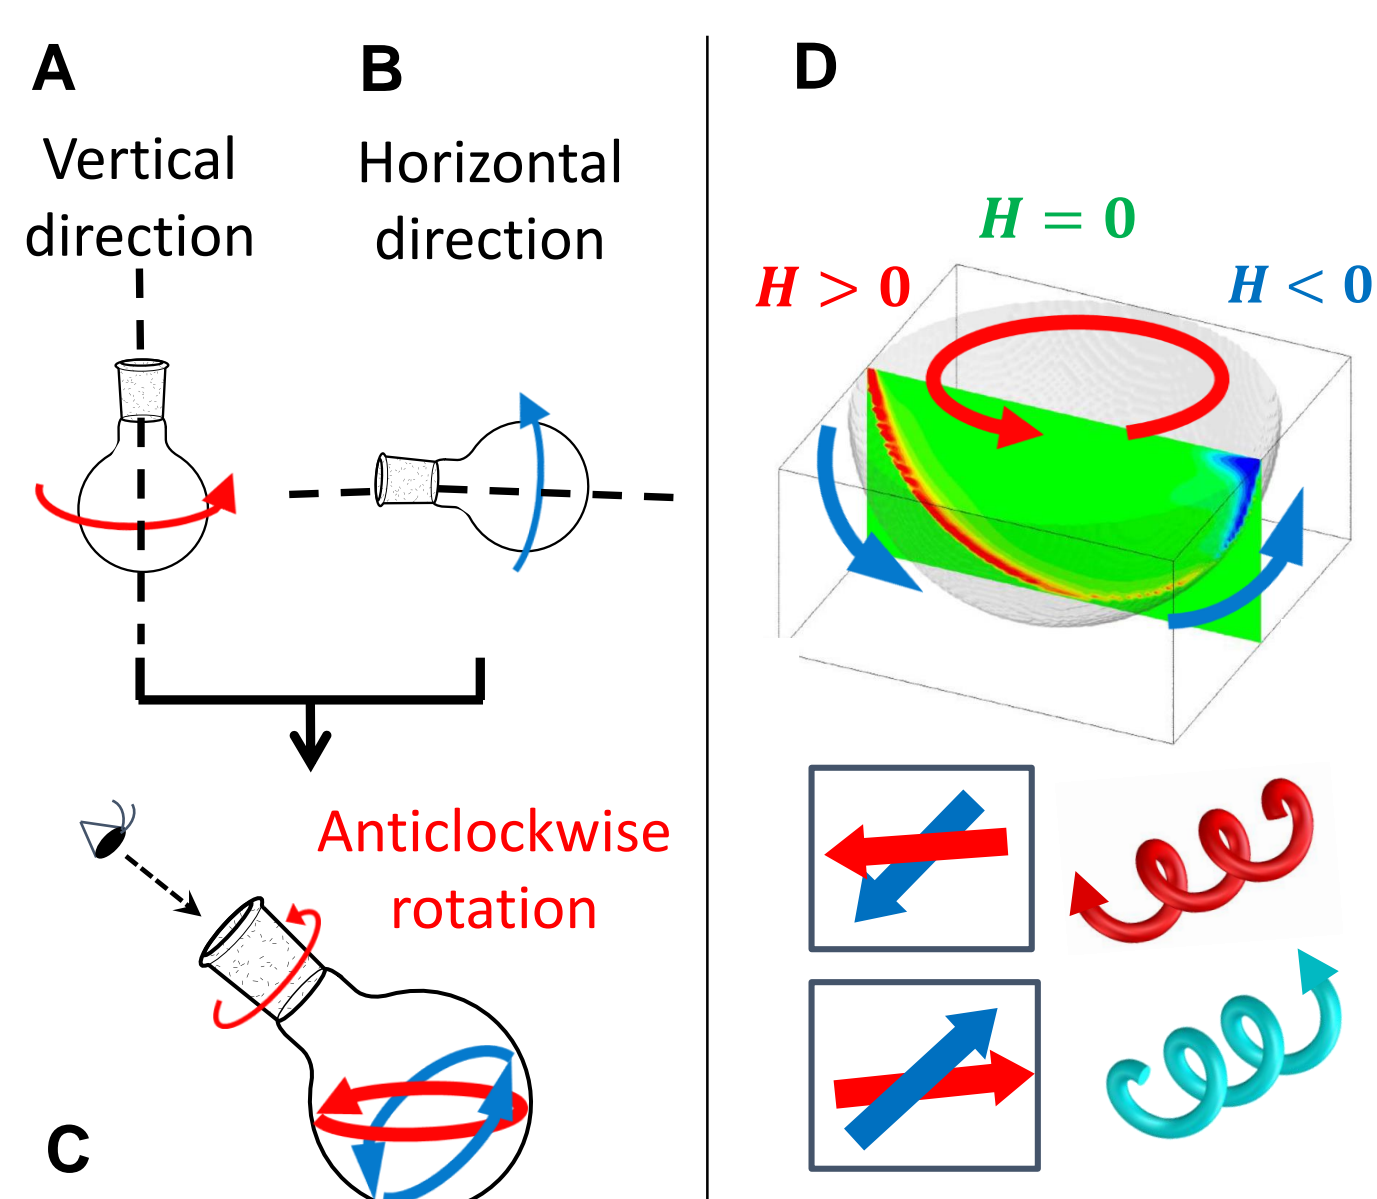 A
B
Vertical
direction
Horizontal
direction
Anticlockwise
rotation
C
D
H = 0
H > 0
H < 0